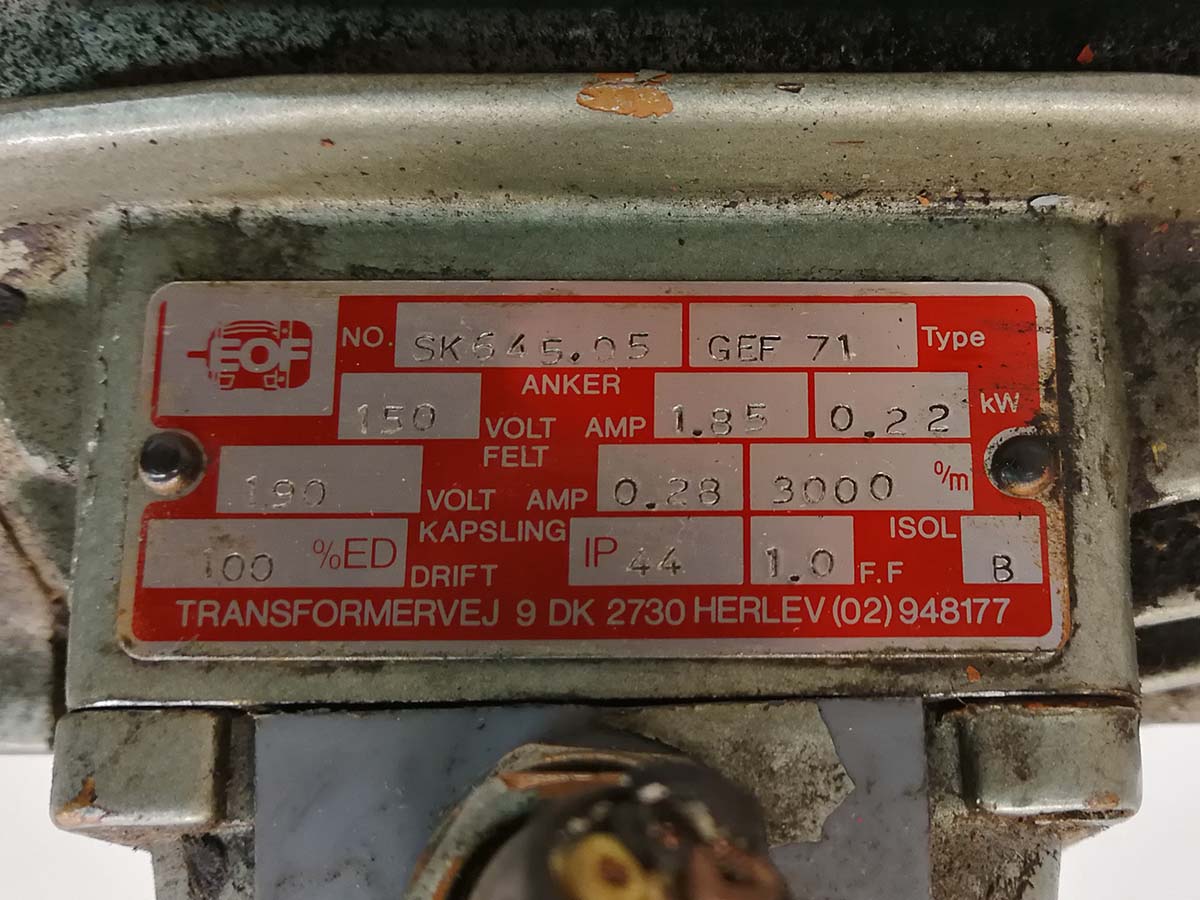 EOF NO. SK645.05 GEF 71 Type
ANKER
150 VOLT AMP 1.85 0.22 kW
FELT
190 VOLT AMP 0.28 3000 o/m
KAPSLING ISOL
100 %ED DRIFT IP 44 1.0 F.F B
TRANSFORMERVEJ 9 DK 2730 HERLEV (02) 948177